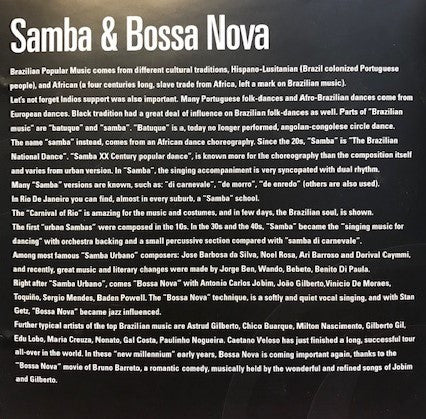 Samba & Bossa Nova
Brazilian Popular Music comes from different cultural traditions, Hispano-Lusitanian (Brazil colonized Portuguese
people), and African (a four centuries long, slave trade from Africa, left a mark on Brazilian music).
Let's not forget Indios support was also important. Many Portuguese folk-dances and Afro-Brazilian dances come from
European dances. Black tradition had a great deal of influence on Brazilian folk-dances as well. Parts of "Brazilian
music" are "batuque" and "samba". "Batuque" is a, today no longer performed, angolan-congolese circle dance.
The name "samba" instead, comes from an African dance choreography. Since the 20s, "Samba" is "The Brazilian
National Dance". "Samba XX Century popular dance", is known more for the choreography than the composition itself
and varies from urban version. In "Samba", the singing accompaniment is very syncopated with dual rhythm.
Many "Samba" versions are known, such as: "di carnevale", "de morro", "de enredo" (others are also used).
In Rio De Janeiro you can find, almost in every suburb, a "Samba" school.
The "Carnival of Rio" is amazing for the music and costumes, and in few days, the Brazilian soul, is shown.
The first "urban Sambas" were composed in the 10s. In the 30s and the 40s, "Samba" became the "singing music for
dancing" with orchestra backing and a small percussive section compared with "samba di carnevale".
Among most famous "Samba Urbano" composers: Jose Barbosa da Silva, Noel Rosa, Ari Barroso and Dorival Caymmi,
and recently, great music and literary changes were made by Jorge Ben, Wando, Bebeto, Benito Di Paula.
Right after "Samba Urbano", comes "Bossa Nova" with Antonio Carlos Jobim, João Gilberto,Vinicio De Moraes,
Toquiño, Sergio Mendes, Baden Powell. The "Bossa Nova" technique, is a softly and quiet vocal singing, and with Stan
Getz, "Bossa Nova" became jazz influenced.
Further typical artists of the top Brazilian music are Astrud Gilberto, Chico Buarque, Milton Nascimento, Gilberto Gil,
Edu Lobo, Maria Creuza, Nonato, Gal Costa, Paulinho Nogueira. Caetano Veloso has just finished a long, successful tour
all-over in the world. In these "new millennium" early years, Bossa Nova is coming important again, thanks to the
"Bossa Nova" movie of Bruno Barreto, a romantic comedy, musically held by the wonderful and refined songs of Jobim
and Gilberto.